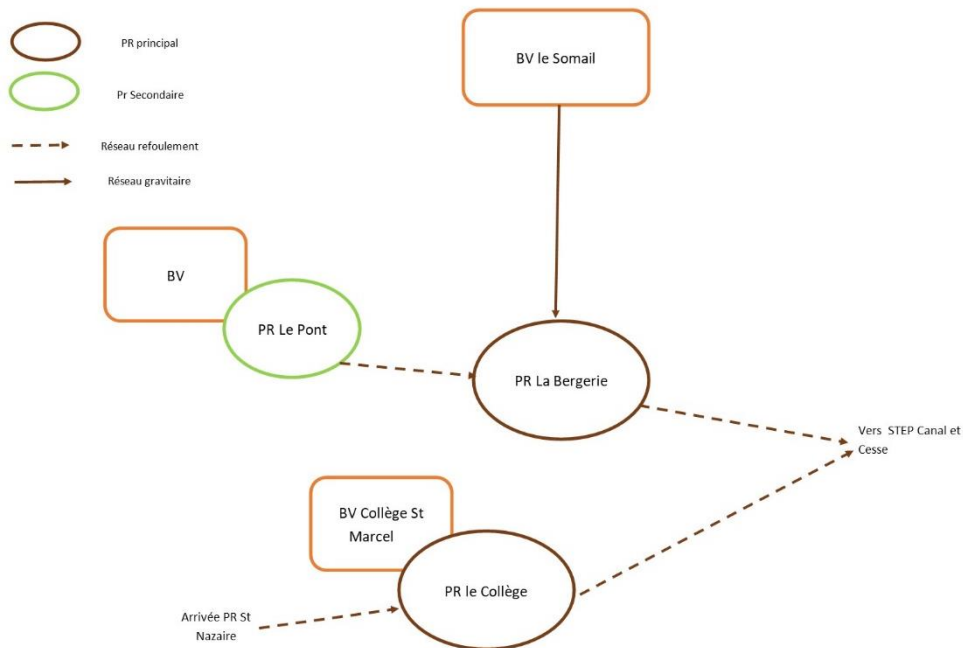 PR principal
Pr Secondaire
Réseau refoulement
Réseau gravitaire
BV le Somail
BV
PR Le Pont
PR La Bergerie
Vers STEP Canal et
Cesse
BV Collège St
Marcel
PR le Collège
Arrivée PR St
Nazaire